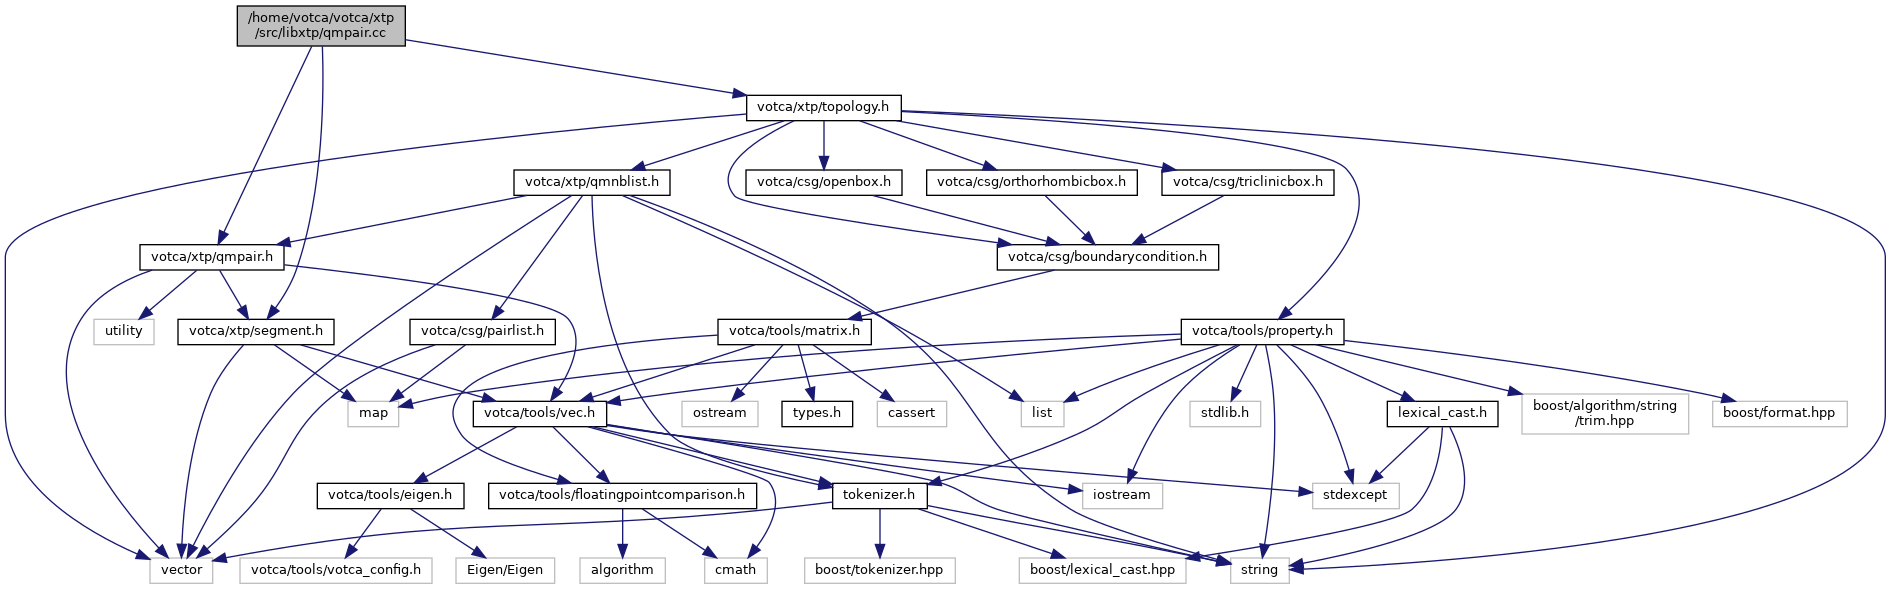 /home/votca/votca/xtp
/src/libxtp/qmpair.cc
votca/xtp/topology.h
votca/xtp/qmnblist.h
votca/csg/openbox.h
votca/csg/orthorhombicbox.h
votca/csg/triclinicbox.h
votca/xtp/qmpair.h
votca/csg/boundarycondition.h
utility
votca/xtp/segment.h
votca/csg/pairlist.h
votca/tools/matrix.h
votca/tools/property.h
map
votca/tools/vec.h
ostream
types.h
cassert
list
stdlib.h
lexical_cast.h
boost/algorithm/string
/trim.hpp
boost/format.hpp
votca/tools/eigen.h
votca/tools/floatingpointcomparison.h
tokenizer.h
iostream
stdexcept
vector
votca/tools/votca_config.h
Eigen/Eigen
algorithm
cmath
boost/tokenizer.hpp
boost/lexical_cast.hpp
string